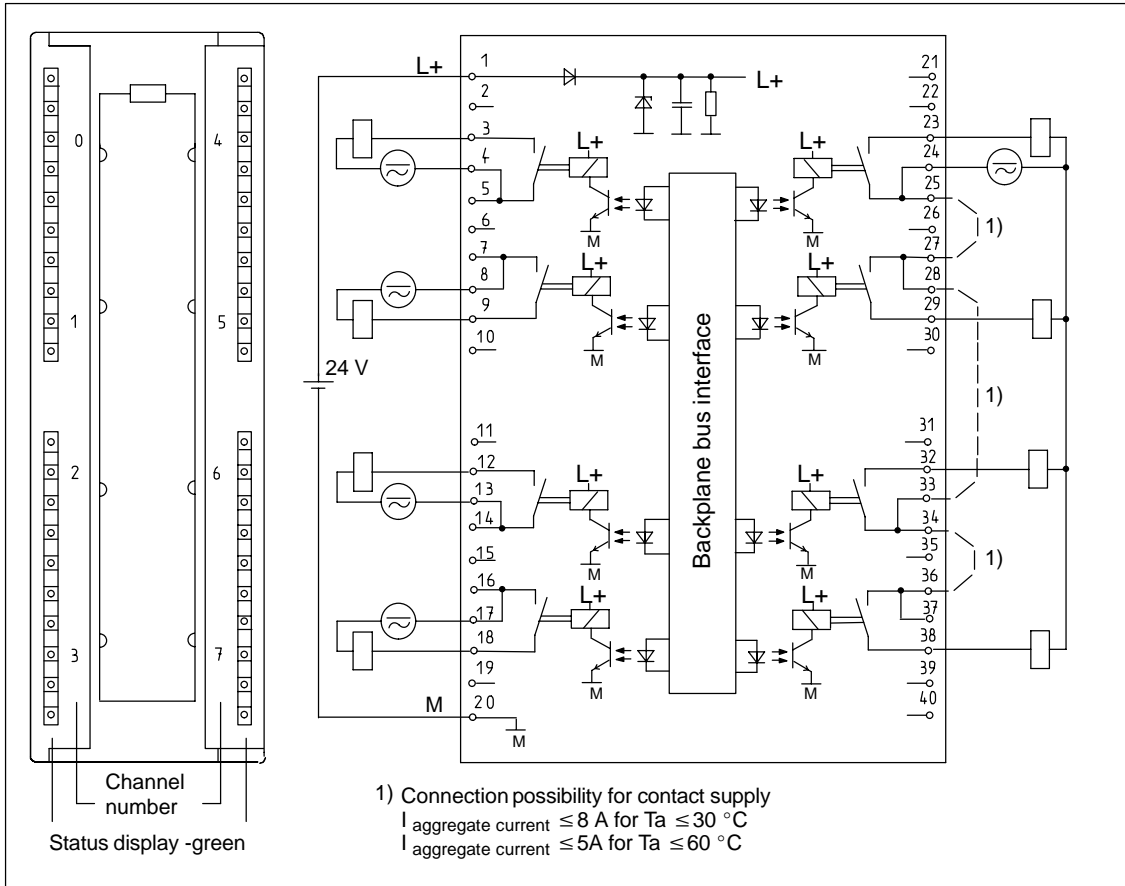 0
1
2
3
4
5
6
7
Channel
number
Status display -green
L+
24 V
M
1
2
3
4
5
6
7
8
9
10
11
12
13
14
15
16
17
18
19
20
M
L+
L+
M
L+
M
L+
M
L+
M
Backplane bus interface
L+
M
L+
M
L+
M
L+
M
21
22
23
24
25
26
27
28
29
30
31
32
33
34
35
36
37
38
39
40
1)
1)
1)
1) Connection possibility for contact supply
I aggregate current ≤ 8 A for Ta ≤ 30 °C
I aggregate current ≤ 5A for Ta ≤ 60 °C